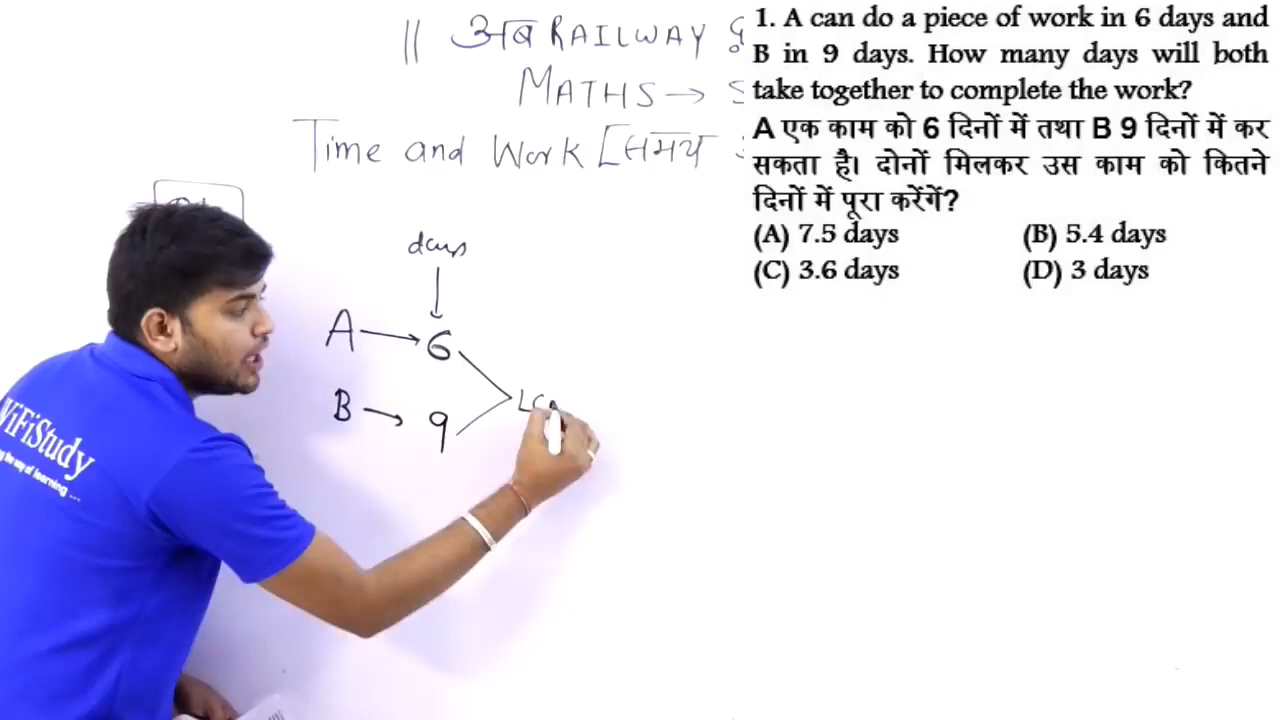 || अब RAILWAY
MATHS →
Time and Work [समय
days
A → 6
B → 9
LC
WiFiStudy
1. A can do a piece of work in 6 days and
B in 9 days. How many days will both
take together to complete the work?
A एक काम को 6 दिनों में तथा B 9 दिनों में कर
सकता है। दोनों मिलकर उस काम को कितने
दिनों में पूरा करेंगें?
(A) 7.5 days (B) 5.4 days
(C) 3.6 days (D) 3 days